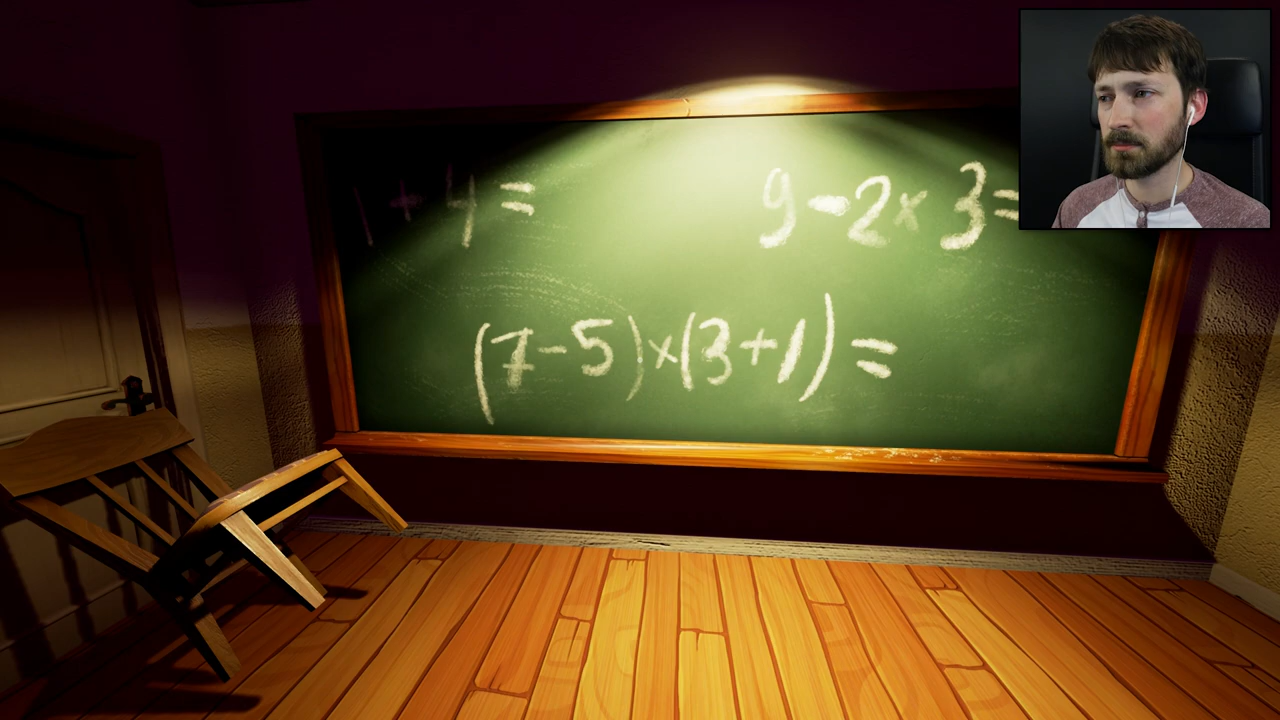 1 + 4 =
9 - 2 x 3 =
(7 - 5) x (3 + 1) =